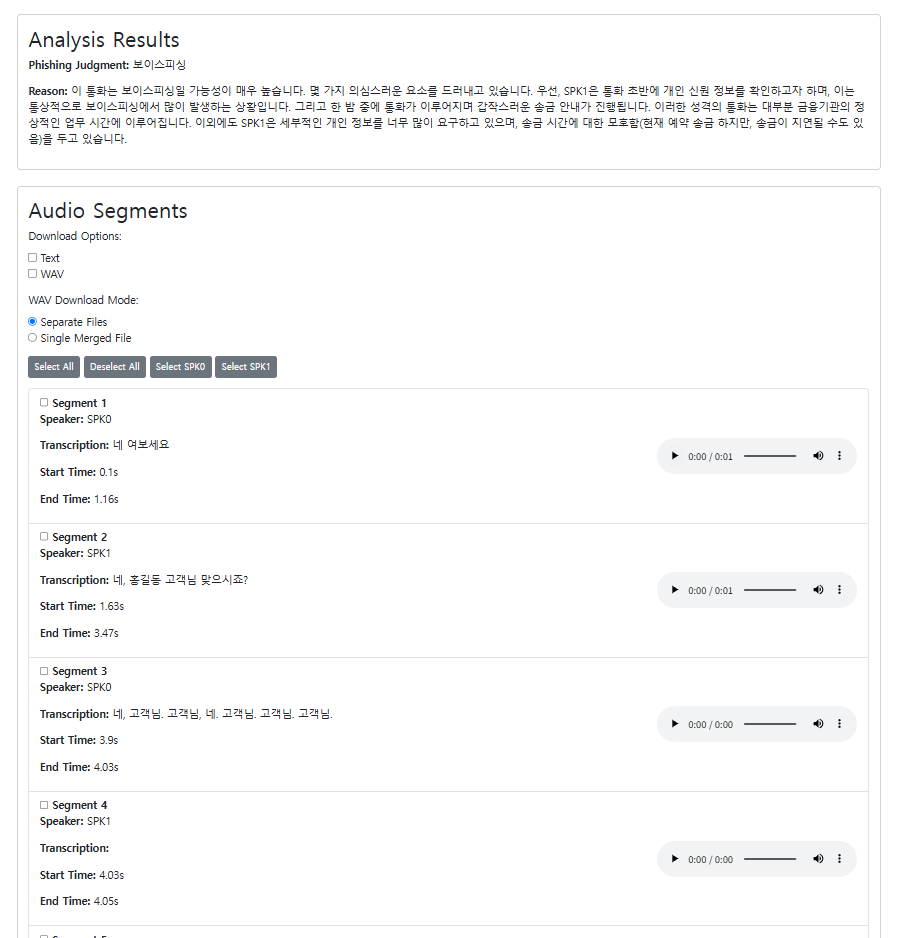 Analysis Results
Phishing Judgment: 보이스피싱
Reason: 이 통화는 보이스피싱일 가능성이 매우 높습니다. 몇 가지 의심스러운 요소를 드러내고 있습니다. 우선, SPK1은 통화 초반에 개인 신원 정보를 확인하고자 하며, 이는
통상적으로 보이스피싱에서 많이 발생하는 상황입니다. 그리고 한 밤 중에 통화가 이루어지며 갑작스러운 송금 안내가 진행됩니다. 이러한 성격의 통화는 대부분 금융기관의 정
상적인 업무 시간에 이루어집니다. 이외에도 SPK1은 세부적인 개인 정보를 너무 많이 요구하고 있으며, 송금 시간에 대한 모호함(현재 예약 송금 하지만, 송금이 지연될 수도 있
음)을 두고 있습니다.
Audio Segments
Download Options:
Text
WAV
WAV Download Mode:
Separate Files
Single Merged File
Select All Deselect All Select SPK0 Select SPK1
Segment 1
Speaker: SPK0
Transcription: 네 여보세요
0:00 / 0:01
Start Time: 0.1s
End Time: 1.16s
Segment 2
Speaker: SPK1
Transcription: 네, 홍길동 고객님 맞으시죠?
0:00 / 0:01
Start Time: 1.63s
End Time: 3.47s
Segment 3
Speaker: SPK0
Transcription: 네, 고객님. 고객님, 네. 고객님. 고객님. 고객님.
0:00 / 0:00
Start Time: 3.9s
End Time: 4.03s
Segment 4
Speaker: SPK1
Transcription:
0:00 / 0:00
Start Time: 4.03s
End Time: 4.05s